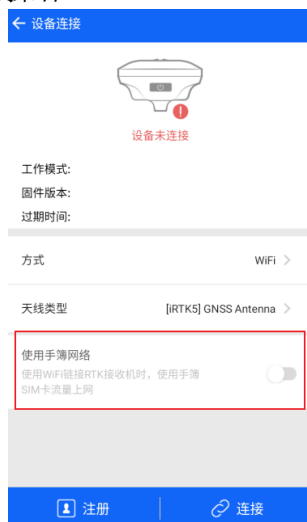 设备连接
设备未连接
工作模式:
固件版本:
过期时间:
方式 WiFi
天线类型 [iRTK5] GNSS Antenna
使用手簿网络
使用WiFi链接RTK接收机时，使用手簿
SIM卡流量上网
注册 连接